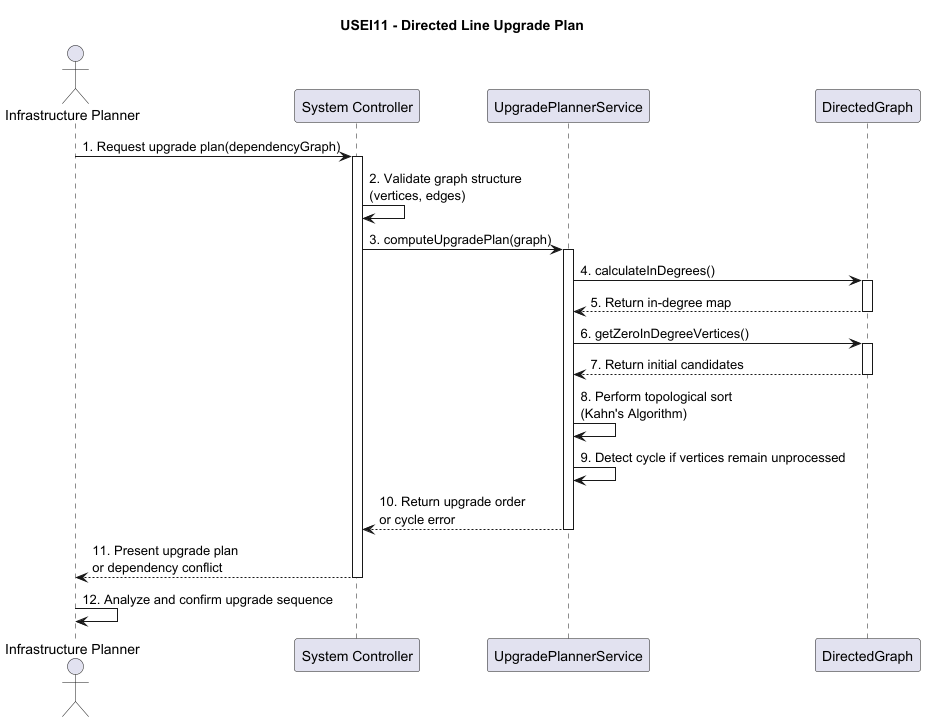 USEI11 - Directed Line Upgrade Plan
Infrastructure Planner
System Controller
UpgradePlannerService
DirectedGraph
1. Request upgrade plan(dependencyGraph)
2. Validate graph structure
(vertices, edges)
3. computeUpgradePlan(graph)
4. calculateInDegrees()
5. Return in-degree map
6. getZeroInDegreeVertices()
7. Return initial candidates
8. Perform topological sort
(Kahn's Algorithm)
9. Detect cycle if vertices remain unprocessed
10. Return upgrade order
or cycle error
11. Present upgrade plan
or dependency conflict
12. Analyze and confirm upgrade sequence
Infrastructure Planner
System Controller
UpgradePlannerService
DirectedGraph